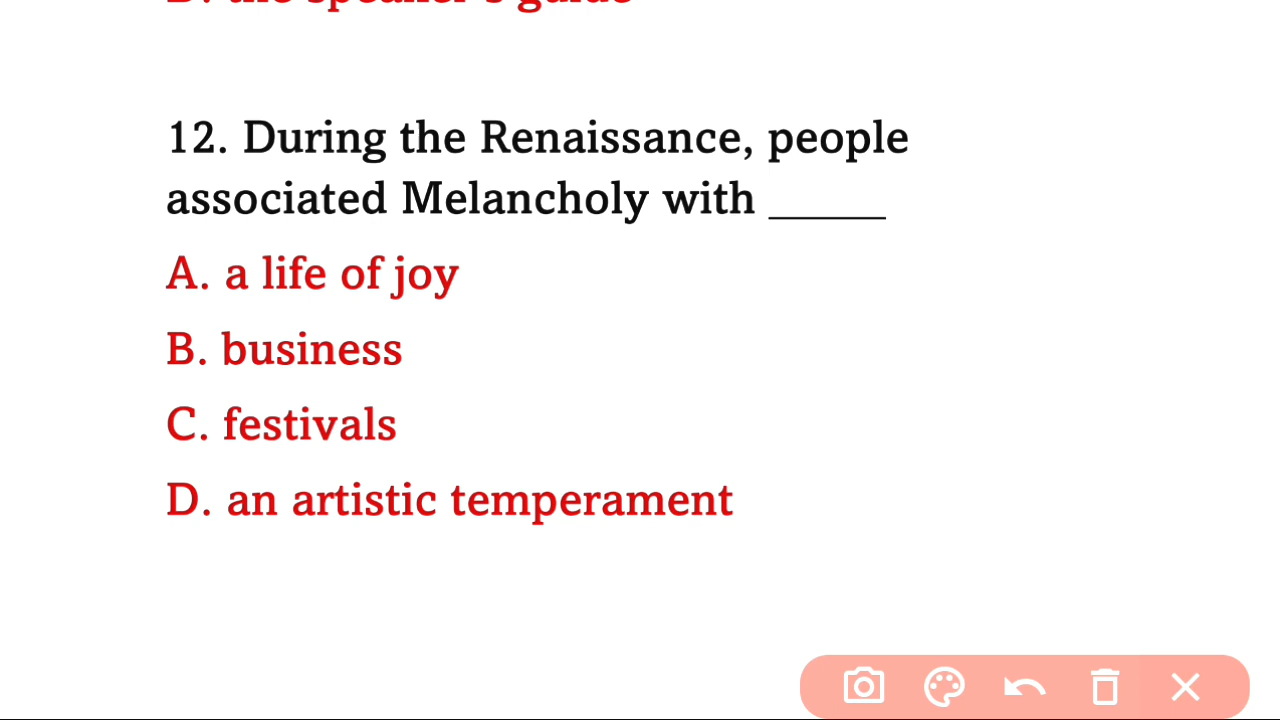 12. During the Renaissance, people
associated Melancholy with _____
A. a life of joy
B. business
C. festivals
D. an artistic temperament